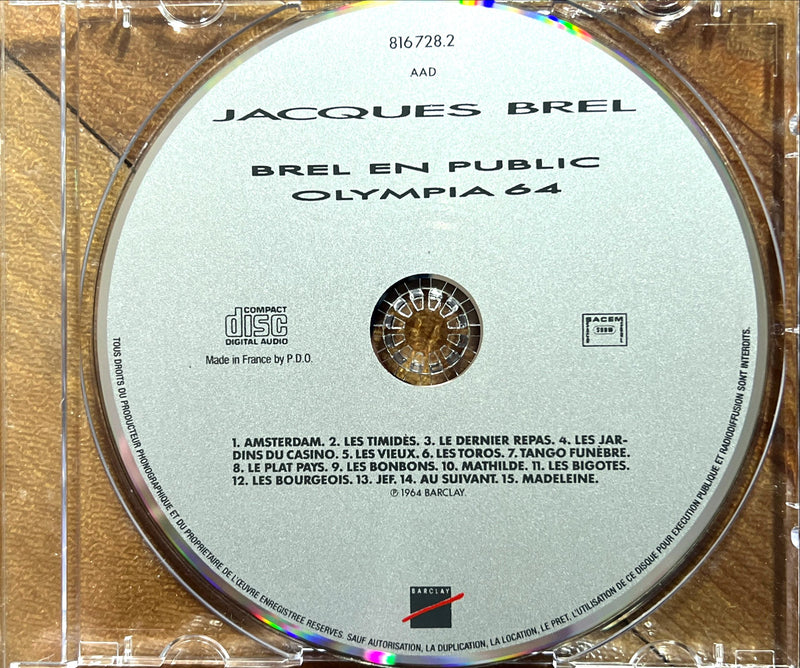 816 728.2
AAD
JACQUES BREL
BREL EN PUBLIC
OLYMPIA 64
COMPACT
disc
DIGITAL AUDIO
Made in France by P.D.O.
SACEM
SDRM
1. AMSTERDAM. 2. LES TIMIDES. 3. LE DERNIER REPAS. 4. LES JAR-
DINS DU CASINO. 5. LES VIEUX. 6. LES TOROS. 7. TANGO FUNÈBRE.
8. LE PLAT PAYS. 9. LES BONBONS. 10. MATHILDE. 11. LES BIGOTES.
12. LES BOURGEOIS. 13. JEF. 14. AU SUIVANT. 15. MADELEINE.
℗ 1964 BARCLAY.
BARCLAY
TOUS DROITS DU PRODUCTEUR PHONOGRAPHIQUE ET DU PROPRIETAIRE DE L'ŒUVRE ENREGISTREE RESERVES. SAUF AUTORISATION, LA DUPLICATION, LA LOCATION, LE PRET, L'UTILISATION DE CE DISQUE POUR EXECUTION PUBLIQUE ET RADIODIFFUSION SONT INTERDITS.